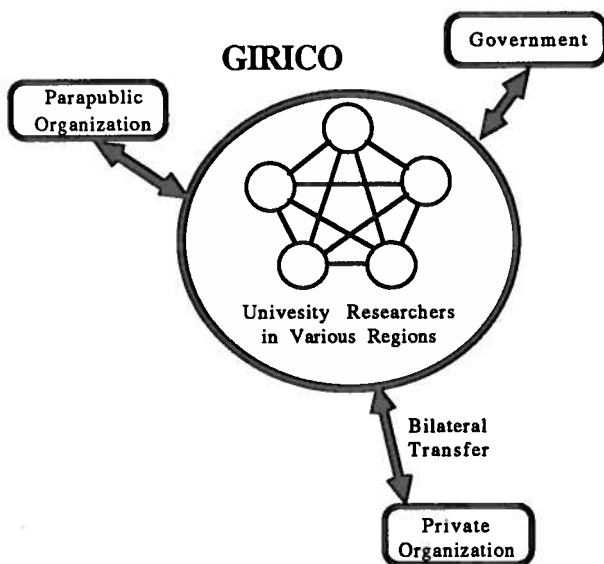 GIRICO
Government
Parapublic
Organization
Univesity Researchers
in Various Regions
Bilateral
Transfer
Private
Organization